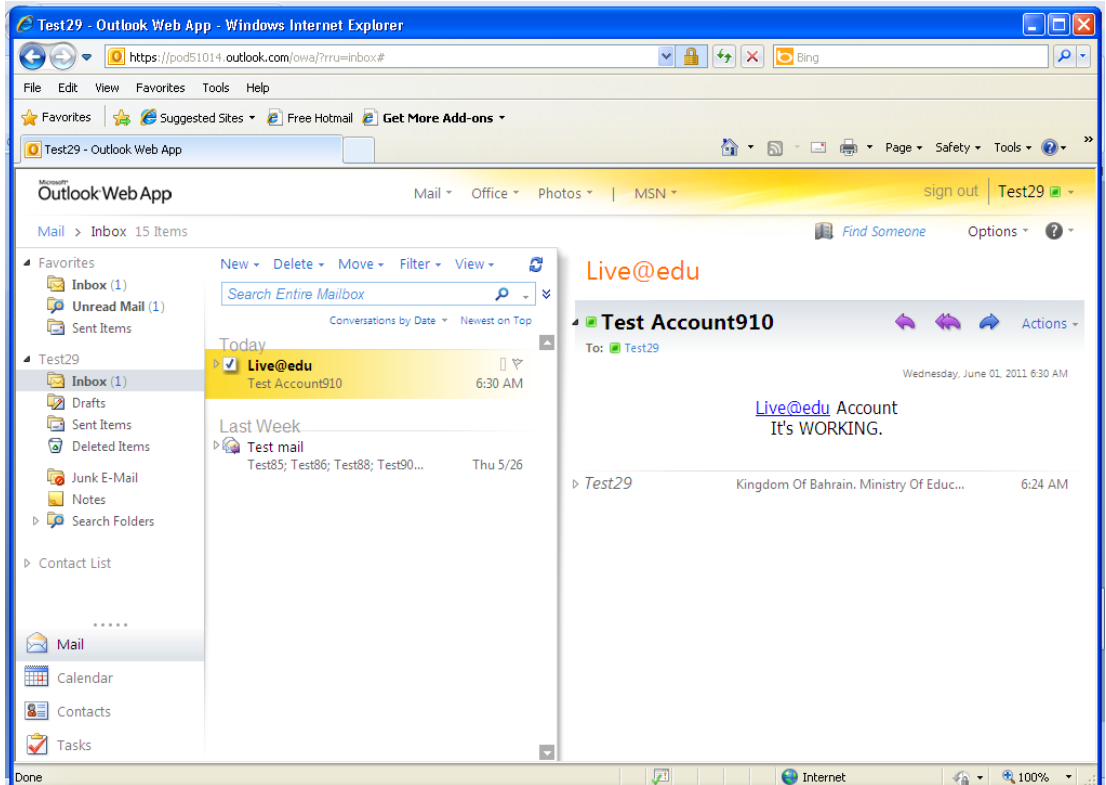 Test29 - Outlook Web App - Windows Internet Explorer
https://pod51014.outlook.com/owa/?rru=inbox#
Bing
File Edit View Favorites Tools Help
Favorites Suggested Sites Free Hotmail Get More Add-ons
Test29 - Outlook Web App
Page Safety Tools »
Microsoft
Outlook Web App
Mail Office Photos | MSN
sign out Test29
Mail > Inbox 15 Items
Find Someone Options
Favorites
Inbox (1)
Unread Mail (1)
Sent Items
Test29
Inbox (1)
Drafts
Sent Items
Deleted Items
Junk E-Mail
Notes
Search Folders
Contact List
Mail
Calendar
Contacts
Tasks
New Delete Move Filter View
Search Entire Mailbox
Conversations by Date Newest on Top
Today
Live@edu
Test Account910 6:30 AM
Last Week
Test mail
Test85; Test86; Test88; Test90... Thu 5/26
Live@edu
Test Account910
Actions
To: Test29
Wednesday, June 01, 2011 6:30 AM
Live@edu Account
It's WORKING.
Test29 Kingdom Of Bahrain. Ministry Of Educ... 6:24 AM
Done
Internet
100%